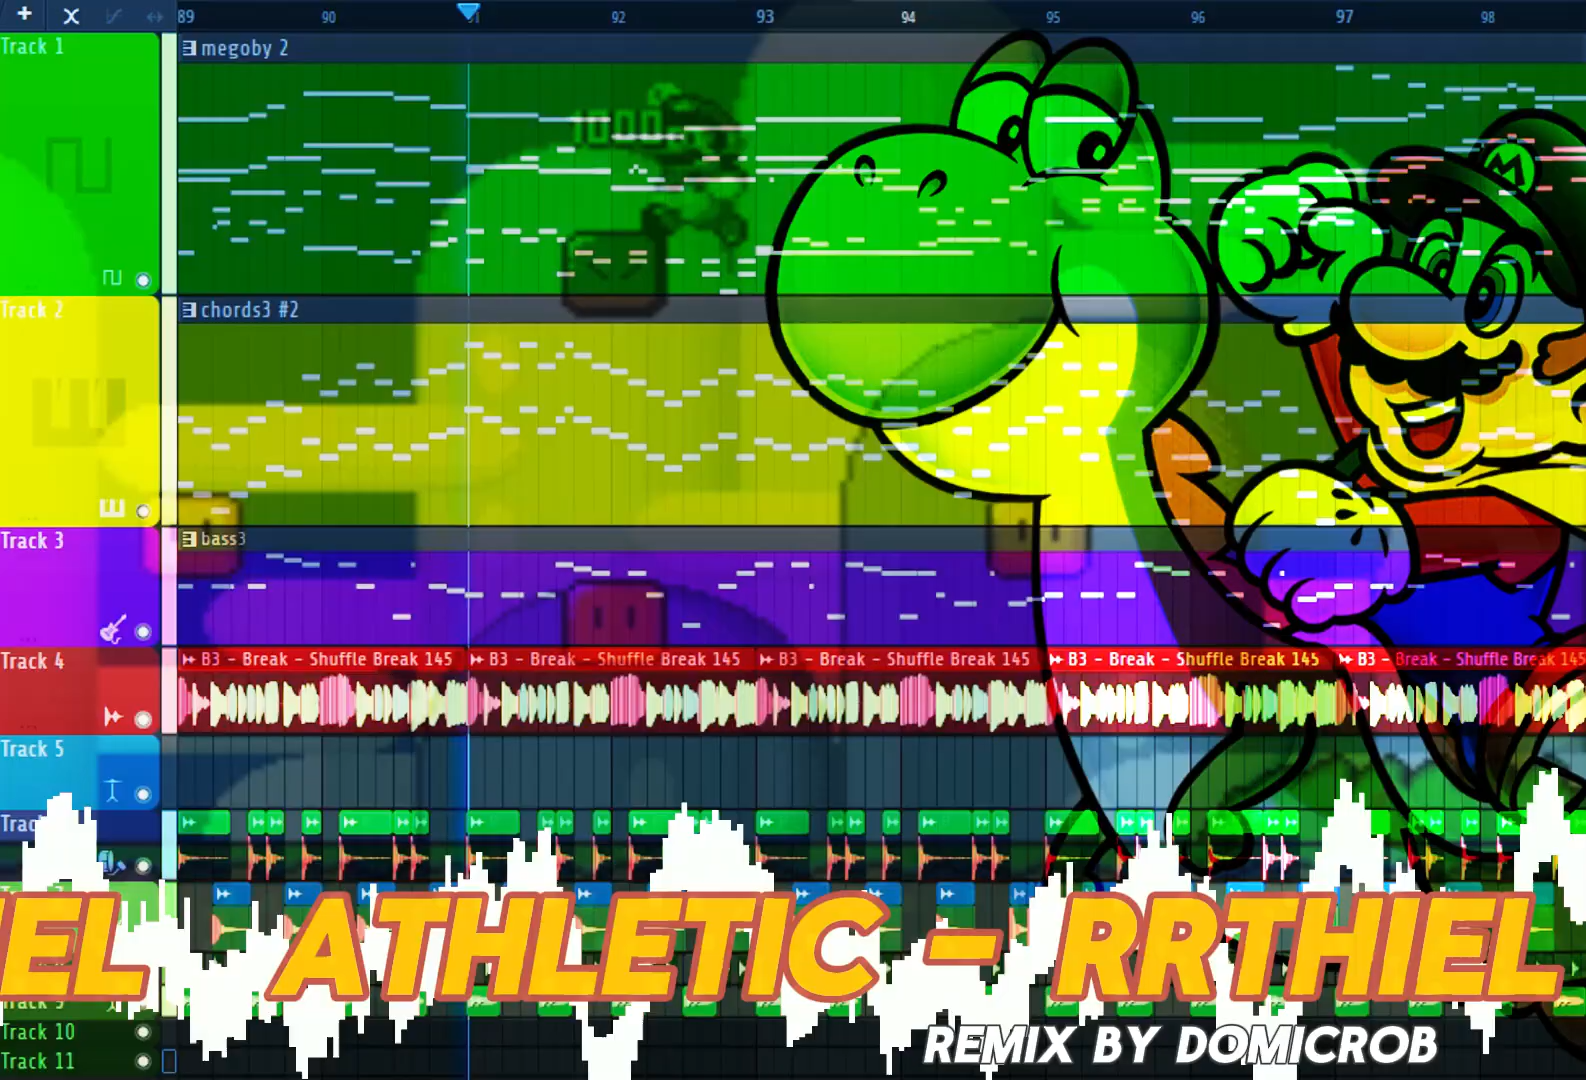 89 90 91 92 93 94 95 96 97 98
Track 1
megoby 2
1000
M
Track 2
chords3 #2
Track 3
bass3
Track 4
B3 - Break - Shuffle Break 145 B3 - Break - Shuffle Break 145 B3 - Break - Shuffle Break 145 B3 - Break - Shuffle Break 145 B3 - Break - Shuffle Break 145
Track 5
Trac
EL ATHLETIC - RRTHIEL
Track 10
REMIX BY DOMICROB
Track 11